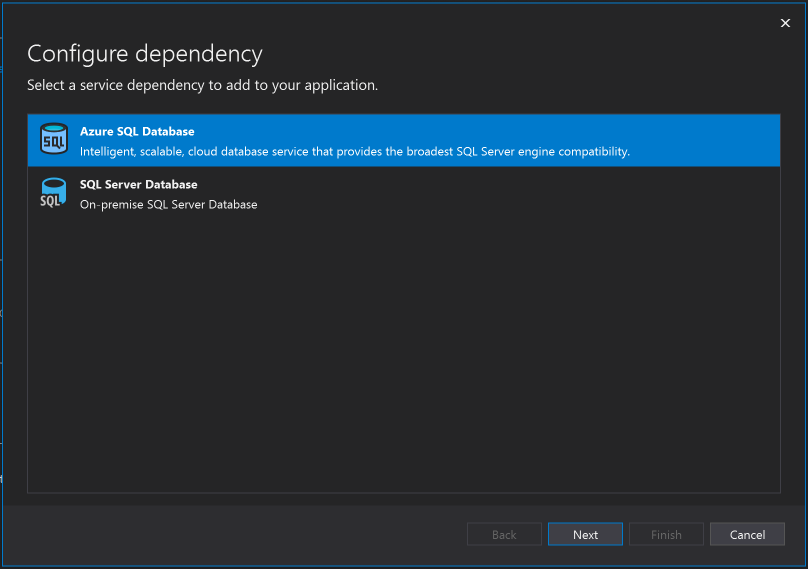 Configure dependency
Select a service dependency to add to your application.
SQL
Azure SQL Database
Intelligent, scalable, cloud database service that provides the broadest SQL Server engine compatibility.
SQL
SQL Server Database
On-premise SQL Server Database
Back
Next
Finish
Cancel